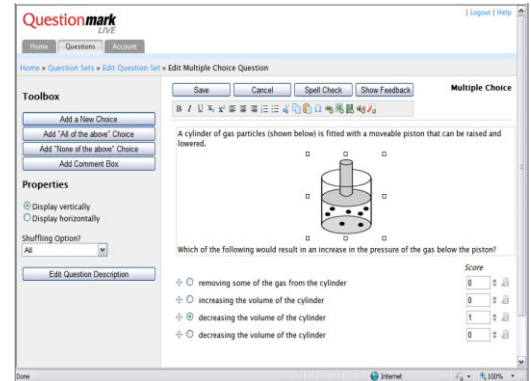 | Logout | Help
Questionmark
LIVE
Home Questions Account
Home » Question Sets » Edit Question Set » Edit Multiple Choice Question
Toolbox
Add a New Choice
Add "All of the above" Choice
Add "None of the above" Choice
Add Comment Box
Properties
Display vertically
Display horizontally
Shuffling Option?
All
Edit Question Description
Save Cancel Spell Check Show Feedback Multiple Choice
B I U X₂ x² Ω
A cylinder of gas particles (shown below) is fitted with a moveable piston that can be raised and
lowered.
Which of the following would result in an increase in the pressure of the gas below the piston?
Score
removing some of the gas from the cylinder 0
increasing the volume of the cylinder 0
decreasing the volume of the cylinder 1
decreasing the volume of the cylinder 0
Done Internet 100%